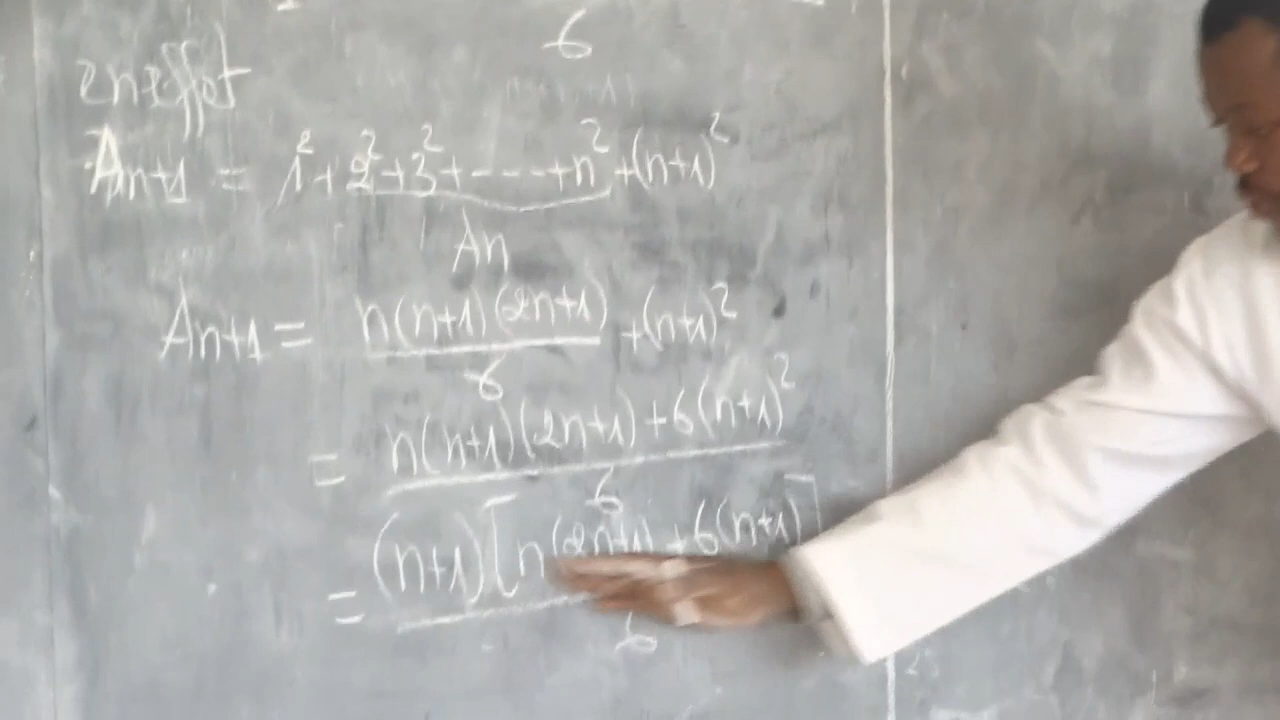 6
en effet
An+1 = 1² + 2² + 3² + ---- + n² + (n+1)²
An
An+1 = n(n+1)(2n+1) + (n+1)²
6
= n(n+1)(2n+1) + 6(n+1)²
6
= (n+1)[n(2n+1) + 6(n+1)]
6